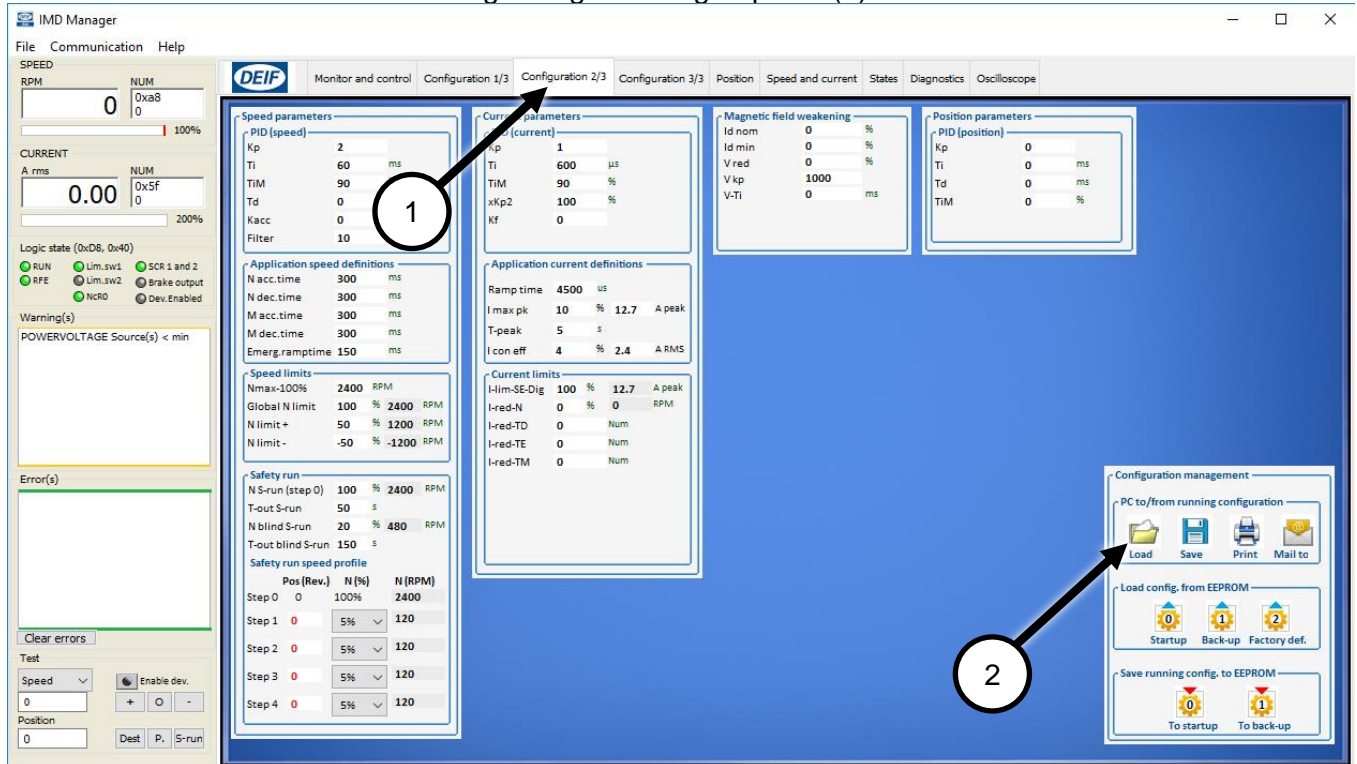 IMD Manager
File Communication Help
SPEED
RPM NUM
0 0xa8
0
100%
CURRENT
A rms NUM
0.00 0x5f
0
200%
Logic state (0xD8, 0x40)
RUN Lim.sw1 SCR 1 and 2
RFE Lim.sw2 Brake output
NcR0 Dev.Enabled
Warning(s)
POWERVOLTAGE Source(s) < min
Error(s)
Clear errors
Test
Speed Enable dev.
0 + O -
Position
0 Dest P. S-run
DEIF Monitor and control Configuration 1/3 Configuration 2/3 Configuration 3/3 Position Speed and current States Diagnostics Oscilloscope
Speed parameters
PID (speed)
Kp 2
Ti 60 ms
TiM 90
Td 0
Kacc 0
Filter 10
Application speed definitions
N acc.time 300 ms
N dec.time 300 ms
M acc.time 300 ms
M dec.time 300 ms
Emerg.ramptime 150 ms
Speed limits
Nmax-100% 2400 RPM
Global N limit 100 % 2400 RPM
N limit + 50 % 1200 RPM
N limit - -50 % -1200 RPM
Safety run
N S-run (step 0) 100 % 2400 RPM
T-out S-run 50 s
N blind S-run 20 % 480 RPM
T-out blind S-run 150 s
Safety run speed profile
Pos (Rev.) N (%) N (RPM)
Step 0 0 100% 2400
Step 1 0 5% 120
Step 2 0 5% 120
Step 3 0 5% 120
Step 4 0 5% 120
parameters
(current)
Kp 1
Ti 600 µs
TiM 90 %
xKp2 100 %
Kf 0
Application current definitions
Ramp time 4500 us
I max pk 10 % 12.7 A peak
T-peak 5 s
I con eff 4 % 2.4 A RMS
Current limits
I-lim-SE-Dig 100 % 12.7 A peak
I-red-N 0 % 0 RPM
I-red-TD 0 Num
I-red-TE 0 Num
I-red-TM 0 Num
Magnetic field weakening
Id nom 0 %
Id min 0 %
V red 0 %
V kp 1000
V-Ti 0 ms
Position parameters
PID (position)
Kp 0
Ti 0 ms
Td 0 ms
TiM 0 %
1
2
Configuration management
PC to/from running configuration
Load Save Print Mail to
Load config. from EEPROM
0 1 2
Startup Back-up Factory def.
Save running config. to EEPROM
0 1
To startup To back-up